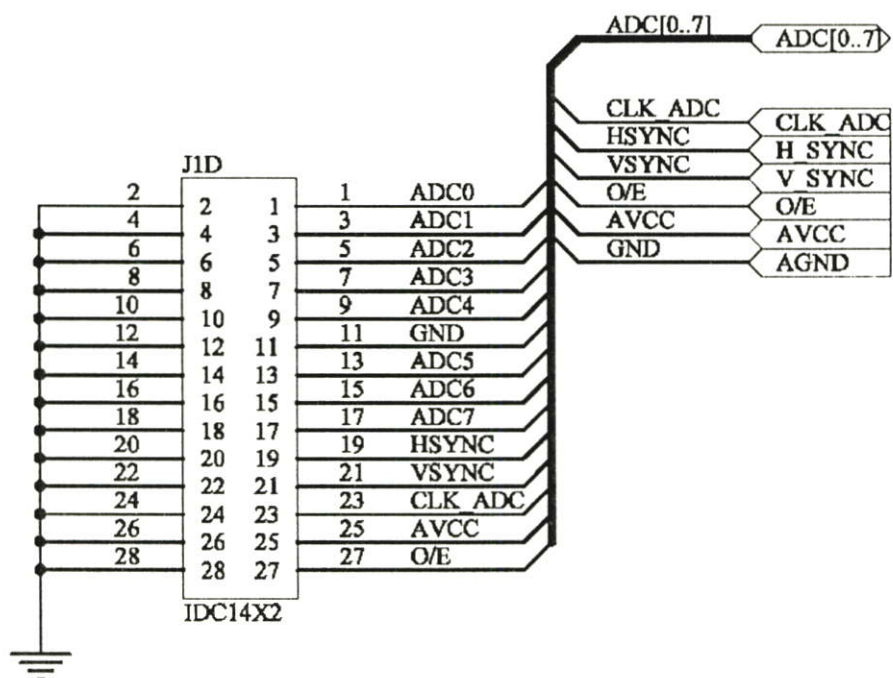 ADC[0..7] ADC[0..7]
CLK_ADC CLK_ADC
HSYNC H_SYNC
VSYNC V_SYNC
O/E O/E
AVCC AVCC
GND AGND
J1D
2 2 1 1 ADC0
4 4 3 3 ADC1
6 6 5 5 ADC2
8 8 7 7 ADC3
10 10 9 9 ADC4
12 12 11 11 GND
14 14 13 13 ADC5
16 16 15 15 ADC6
18 18 17 17 ADC7
20 20 19 19 HSYNC
22 22 21 21 VSYNC
24 24 23 23 CLK_ADC
26 26 25 25 AVCC
28 28 27 27 O/E
IDC14X2